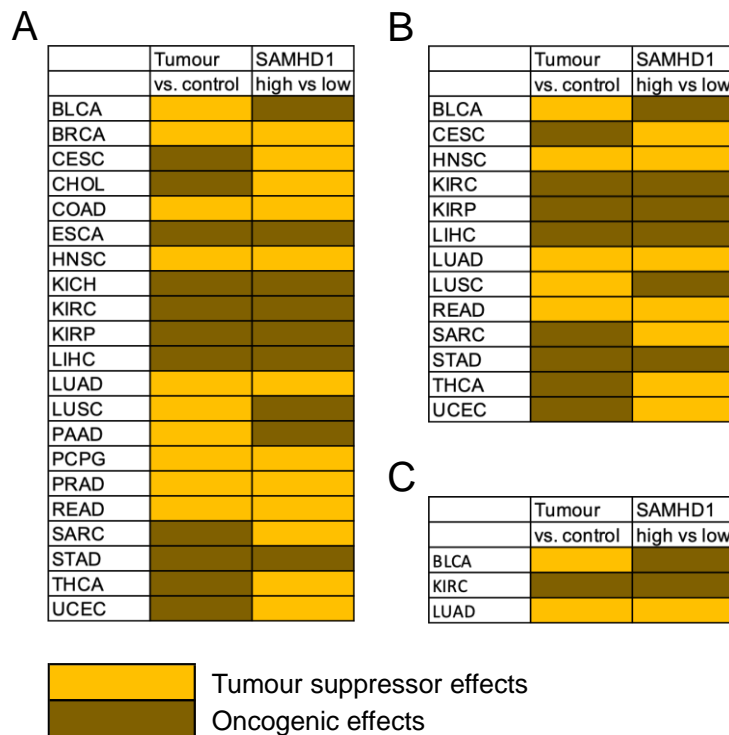 A
Tumour SAMHD1
vs. control high vs low
BLCA
BRCA
CESC
CHOL
COAD
ESCA
HNSC
KICH
KIRC
KIRP
LIHC
LUAD
LUSC
PAAD
PCPG
PRAD
READ
SARC
STAD
THCA
UCEC
B
Tumour SAMHD1
vs. control high vs low
BLCA
CESC
HNSC
KIRC
KIRP
LIHC
LUAD
LUSC
READ
SARC
STAD
THCA
UCEC
C
Tumour SAMHD1
vs. control high vs low
BLCA
KIRC
LUAD
Tumour suppressor effects
Oncogenic effects